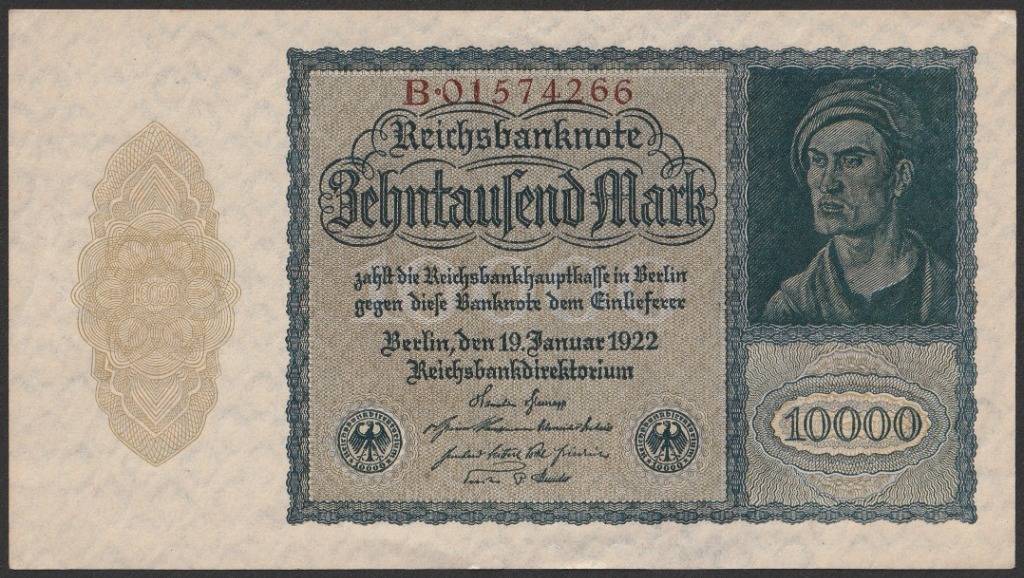 B·01574266
Reichsbanknote
Zehntauſend Mark
zahlt die Reichsbankhauptkaſſe in Berlin
gegen dieſe Banknote dem Einlieferer
Berlin, den 19. Januar 1922
Reichsbankdirektorium
10000